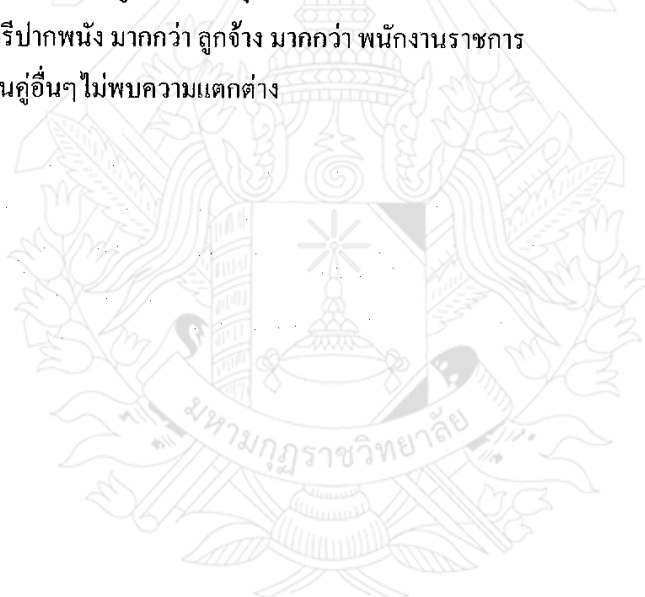 รีปากพนัง มากกว่า ลูกจ้าง มากกว่า พนักงานราชการ
นคู่อื่นๆ ไม่พบความแตกต่าง
มหามกุฏราชวิทยาลัย